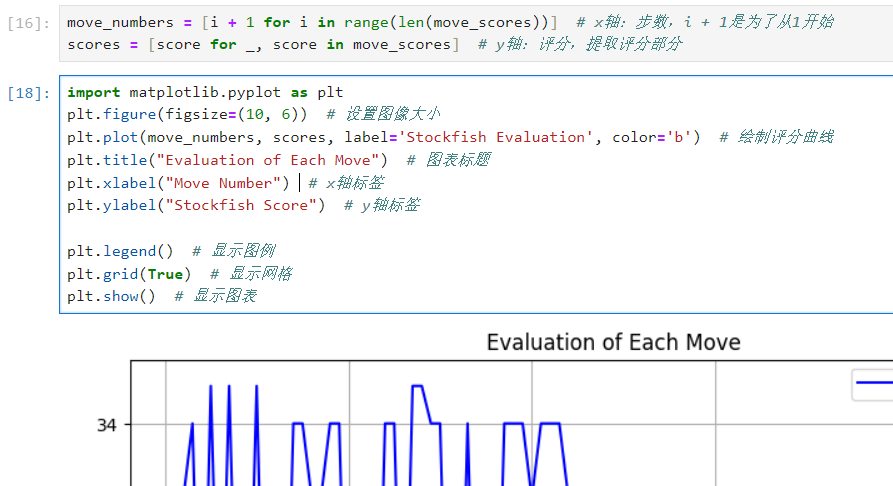 [16]: move_numbers = [i + 1 for i in range(len(move_scores))]  # x轴: 步数, i + 1是为了从1开始
scores = [score for _, score in move_scores]  # y轴: 评分, 提取评分部分
[18]: import matplotlib.pyplot as plt
plt.figure(figsize=(10, 6))  # 设置图像大小
plt.plot(move_numbers, scores, label='Stockfish Evaluation', color='b')  # 绘制评分曲线
plt.title("Evaluation of Each Move")  # 图表标题
plt.xlabel("Move Number")  # x轴标签
plt.ylabel("Stockfish Score")  # y轴标签
plt.legend()  # 显示图例
plt.grid(True)  # 显示网格
plt.show()  # 显示图表
Evaluation of Each Move
34